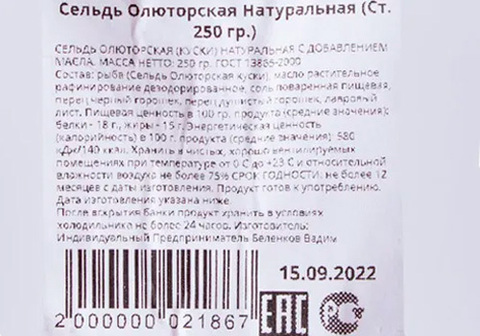 Сельдь Олюторская Натуральная (Ст.
250 гр.)
СЕЛЬДЬ ОЛЮТОРСКАЯ (КУСКИ) НАТУРАЛЬНАЯ С ДОБАВЛЕНИЕМ
МАСЛА. МАССА НЕТТО: 250 гр. ГОСТ 13865-2000
Состав: рыба (Сельдь Олюторская куски), масло растительное
рафинированное дезодорированное, соль поваренная пищевая,
перец черный горошек, перец душистый горошек, лавровый
лист. Пищевая ценность в 100 гр. продукта (средние значения):
белки - 18 г., жиры - 15 г. Энергетическая ценность
(калорийность) в 100 г. продукта (средние значения): 580
кДж/140 ккал. Хранить в чистых, хорошо вентилируемых
помещениях при температуре от 0 С до +23 С и относительной
влажности воздуха не более 75% СРОК ГОДНОСТИ: не более 12
месяцев с даты изготовления. Продукт готов к употреблению.
Дата изготовления указана ниже.
После вскрытия Банки продукт хранить в условиях
холодильника не более 24 часов. Изготовитель:
Индивидуальный Предприниматель Беленков Вадим
15.09.2022
2 000000 021867
EAC